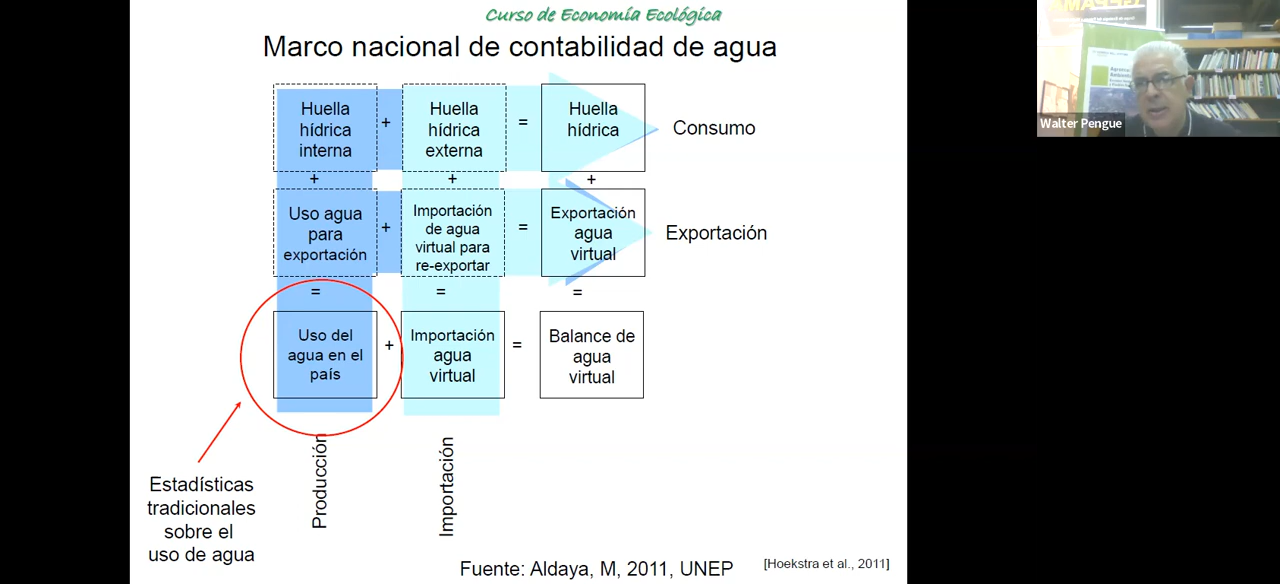 Curso de Economía Ecológica
Marco nacional de contabilidad de agua
Huella
hídrica
interna
+
Huella
hídrica
externa
=
Huella
hídrica
Consumo
+
+
+
Uso agua
para
exportación
+
Importación
de agua
virtual para
re-exportar
=
Exportación
agua
virtual
Exportación
=
=
=
Uso del
agua en el
país
+
Importación
agua
virtual
=
Balance de
agua
virtual
Producción
Importación
Estadísticas
tradicionales
sobre el
uso de agua
Fuente: Aldaya, M, 2011, UNEP
[Hoekstra et al., 2011]
Walter Pengue